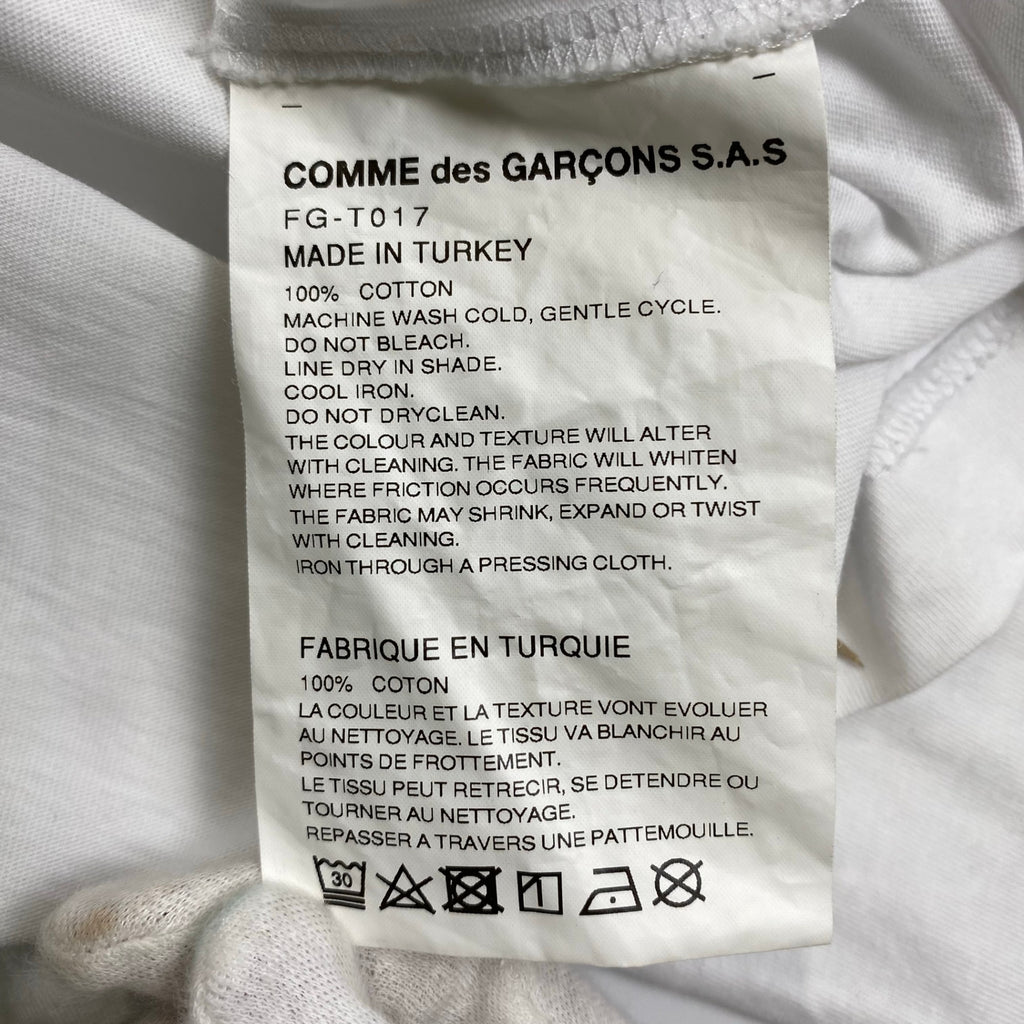 COMME des GARÇONS S.A.S
FG-T017
MADE IN TURKEY
100% COTTON
MACHINE WASH COLD, GENTLE CYCLE.
DO NOT BLEACH.
LINE DRY IN SHADE.
COOL IRON.
DO NOT DRYCLEAN.
THE COLOUR AND TEXTURE WILL ALTER
WITH CLEANING. THE FABRIC WILL WHITEN
WHERE FRICTION OCCURS FREQUENTLY.
THE FABRIC MAY SHRINK, EXPAND OR TWIST
WITH CLEANING.
IRON THROUGH A PRESSING CLOTH.
FABRIQUE EN TURQUIE
100% COTON
LA COULEUR ET LA TEXTURE VONT EVOLUER
AU NETTOYAGE. LE TISSU VA BLANCHIR AU
POINTS DE FROTTEMENT.
LE TISSU PEUT RETRECIR, SE DETENDRE OU
TOURNER AU NETTOYAGE.
REPASSER A TRAVERS UNE PATTEMOUILLE.
30